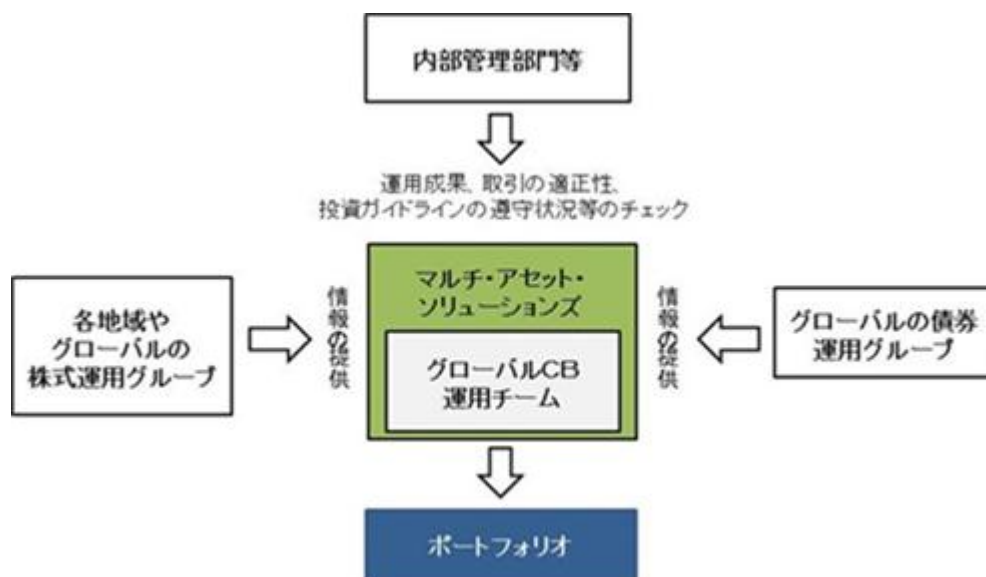 内部管理部門等
運用成果、取引の適正性、
投資ガイドラインの遵守状況等のチェック
各地域や
グローバルの
株式運用グループ
情報の提供
マルチ・アセット・
ソリューションズ
グローバルCB
運用チーム
情報の提供
グローバルの債券
運用グループ
ポートフォリオ